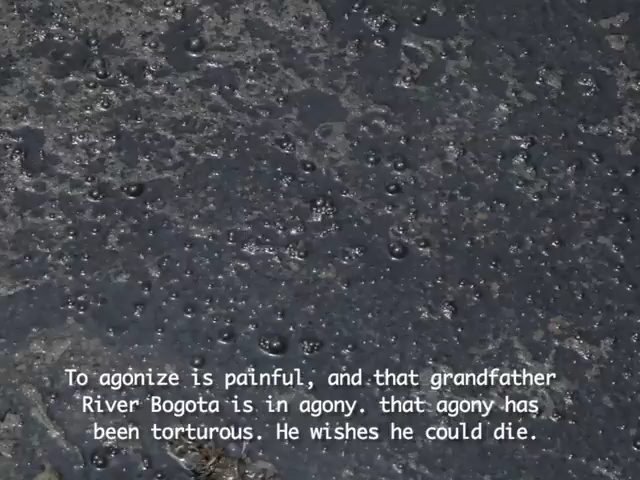 To agonize is painful, and that grandfather
River Bogota is in agony. that agony has
been torturous. He wishes he could die.